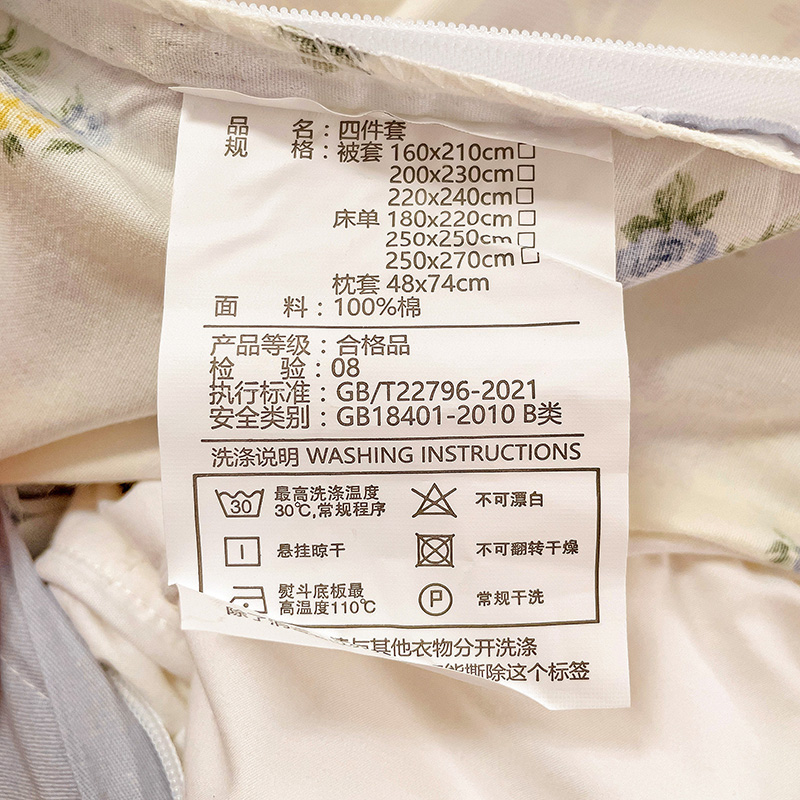 品 名：四件套
规 格：被套 160x210cm□
200x230cm□
220x240cm□
床单 180x220cm□
250x250cm□
250x270cm□
枕套 48x74cm
面 料：100%棉
产品等级：合格品
检 验：08
执行标准：GB/T22796-2021
安全类别：GB18401-2010 B类
洗涤说明 WASHING INSTRUCTIONS
30 最高洗涤温度
30℃,常规程序
不可漂白
悬挂晾干
不可翻转干燥
熨斗底板最
高温度110℃
P 常规干洗
与其他衣物分开洗涤
能撕除这个标签